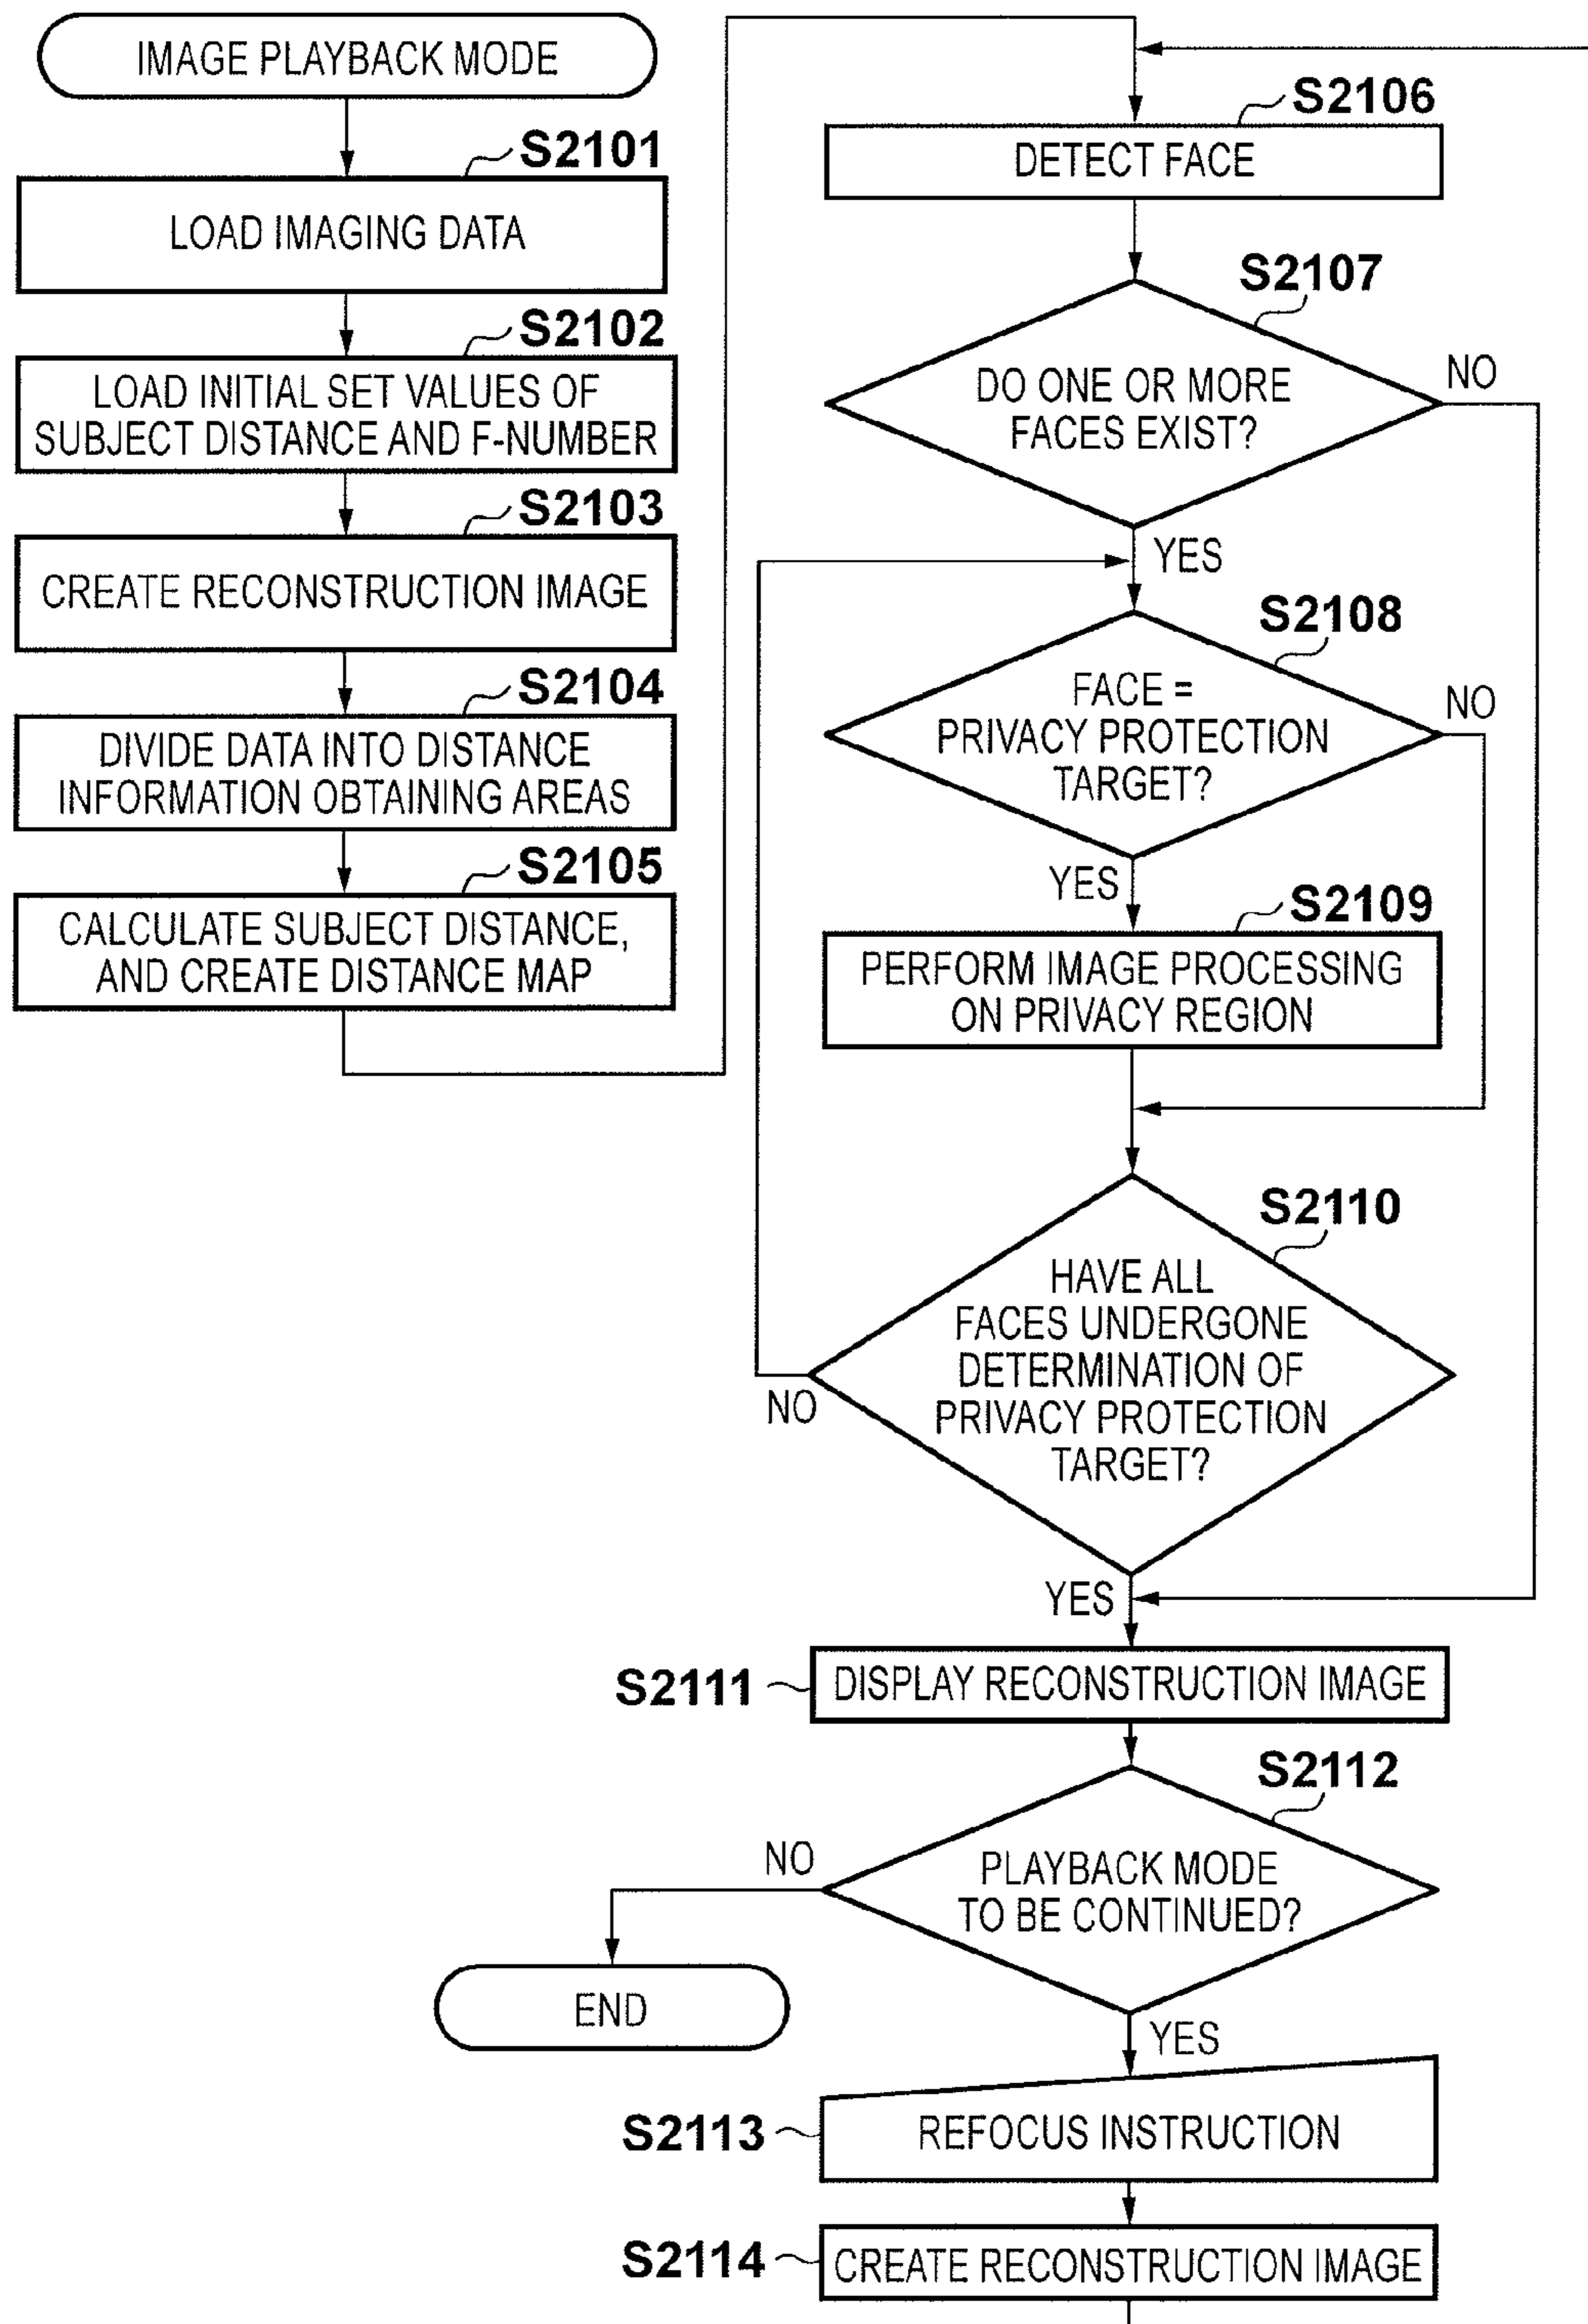 IMAGE PLAYBACK MODE
S2101
LOAD IMAGING DATA
S2102
LOAD INITIAL SET VALUES OF
SUBJECT DISTANCE AND F-NUMBER
S2103
CREATE RECONSTRUCTION IMAGE
S2104
DIVIDE DATA INTO DISTANCE
INFORMATION OBTAINING AREAS
S2105
CALCULATE SUBJECT DISTANCE,
AND CREATE DISTANCE MAP
S2106
DETECT FACE
S2107
DO ONE OR MORE
FACES EXIST?
NO
YES
S2108
FACE =
PRIVACY PROTECTION
TARGET?
NO
YES
S2109
PERFORM IMAGE PROCESSING
ON PRIVACY REGION
S2110
HAVE ALL
FACES UNDERGONE
DETERMINATION OF
PRIVACY PROTECTION
TARGET?
NO
YES
S2111
DISPLAY RECONSTRUCTION IMAGE
S2112
PLAYBACK MODE
TO BE CONTINUED?
NO
END
YES
S2113
REFOCUS INSTRUCTION
S2114
CREATE RECONSTRUCTION IMAGE